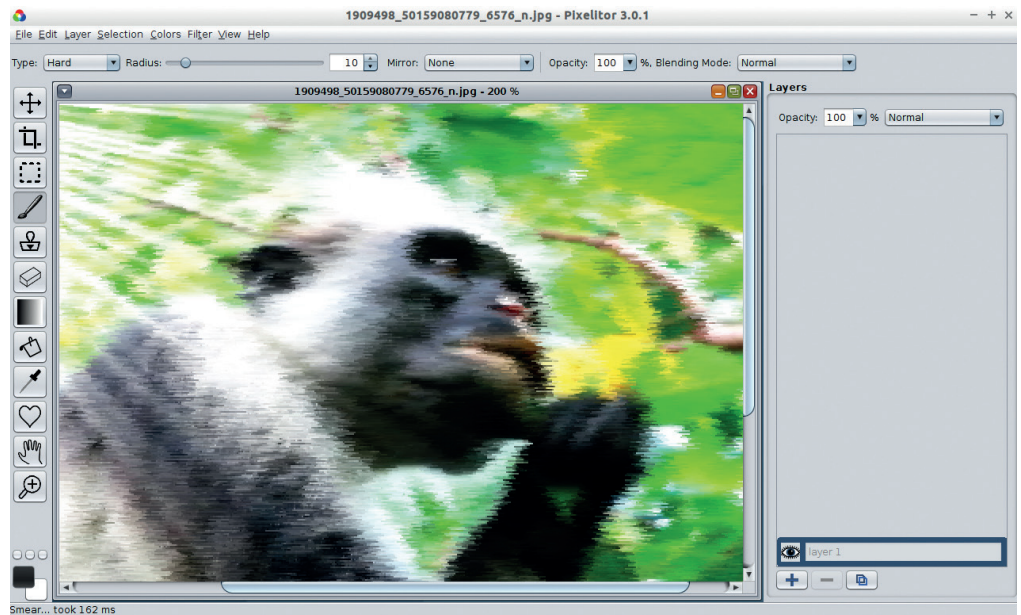 1909498_50159080779_6576_n.jpg - Pixelitor 3.0.1
File Edit Layer Selection Colors Filter View Help
Type: Hard Radius: 10 Mirror: None Opacity: 100 %, Blending Mode: Normal
1909498_50159080779_6576_n.jpg - 200 %
Layers
Opacity: 100 % Normal
layer 1
Smear... took 162 ms